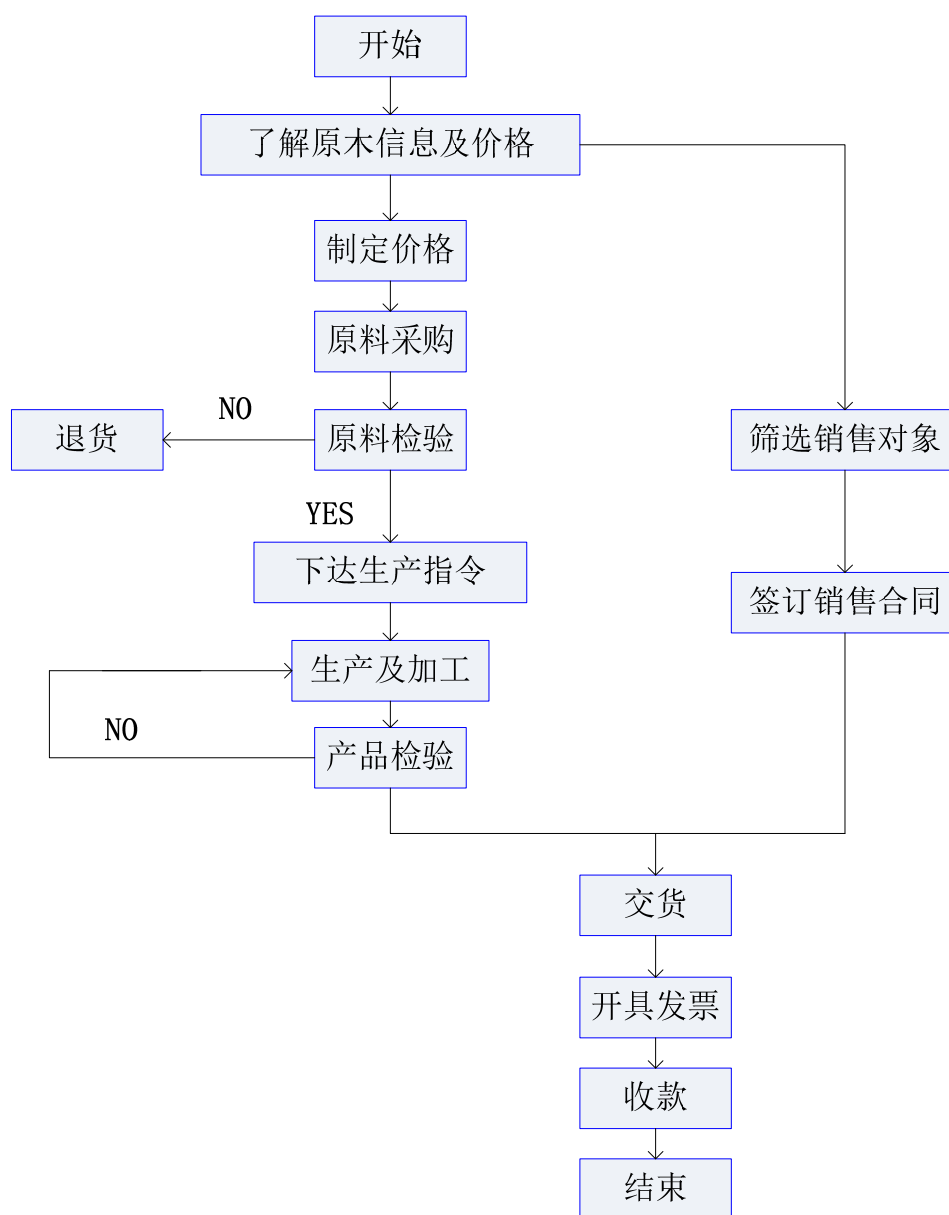 开始
了解原木信息及价格
制定价格
原料采购
NO
退货
原料检验
筛选销售对象
YES
下达生产指令
签订销售合同
生产及加工
NO
产品检验
交货
开具发票
收款
结束